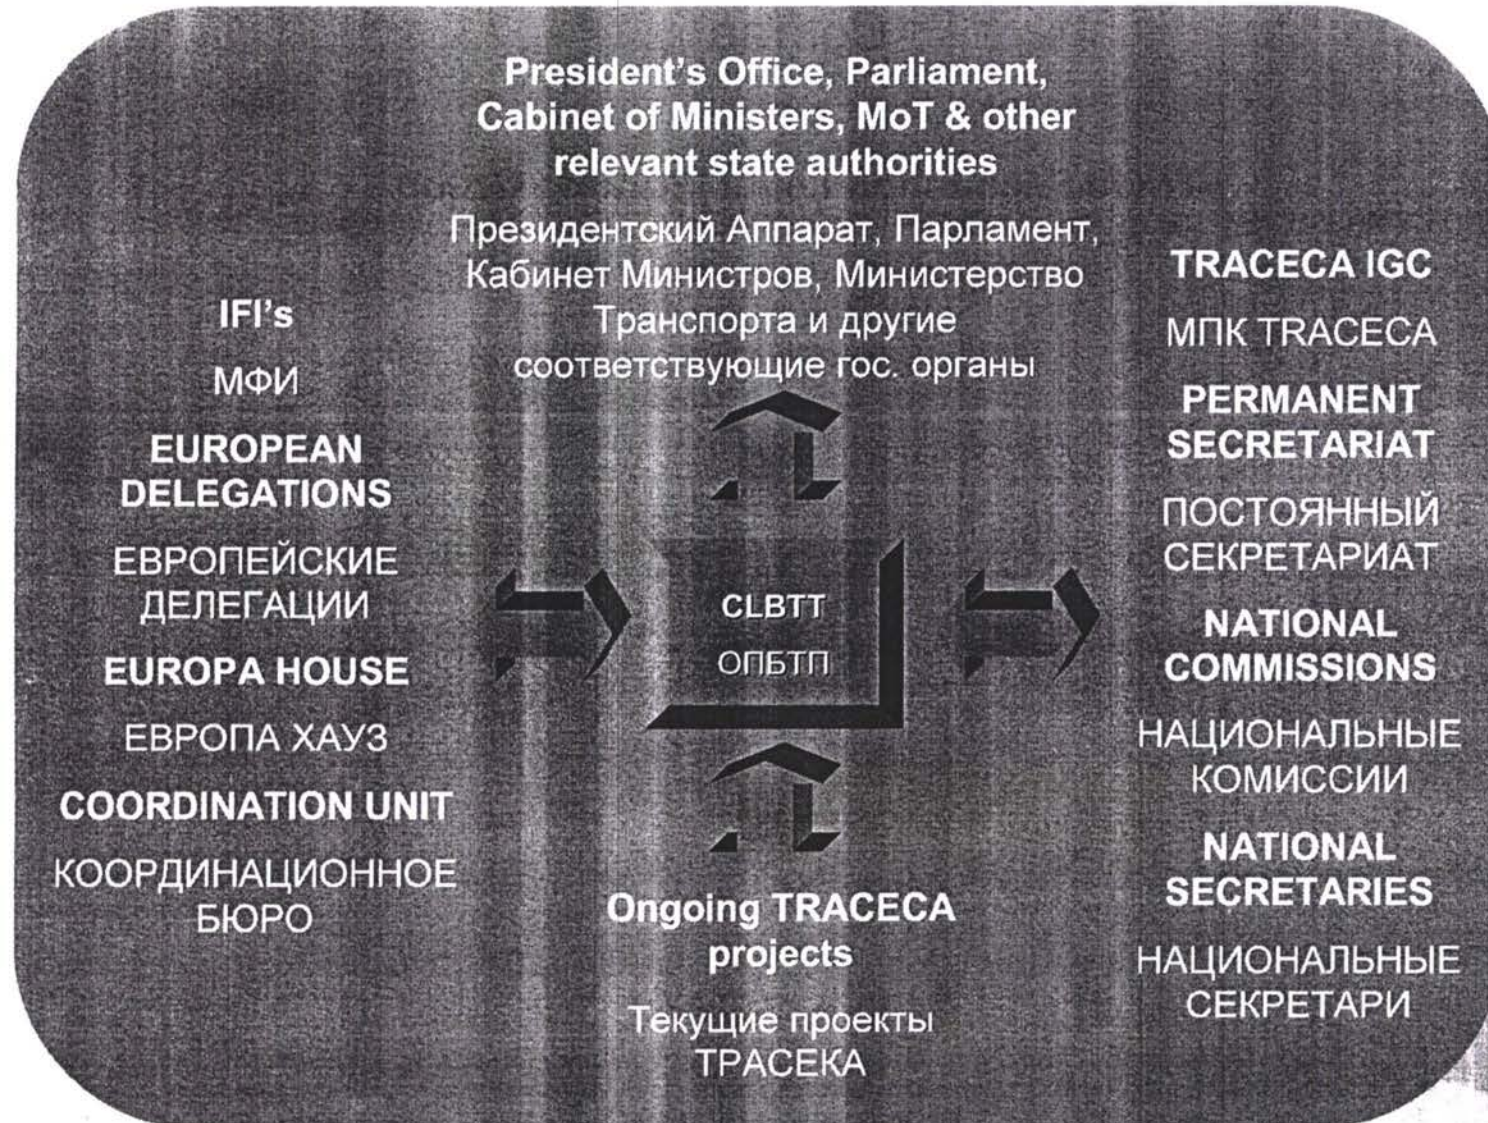 President's Office, Parliament,
Cabinet of Ministers, MoT & other
relevant state authorities
Президентский Аппарат, Парламент,
Кабинет Министров, Министерство
Транспорта и другие
соответствующие гос. органы
IFI's
МФИ
EUROPEAN
DELEGATIONS
ЕВРОПЕЙСКИЕ
ДЕЛЕГАЦИИ
EUROPA HOUSE
ЕВРОПА ХАУЗ
COORDINATION UNIT
КООРДИНАЦИОННОЕ
БЮРО
CLBTT
ОПБТП
Ongoing TRACECA
projects
Текущие проекты
ТРАСЕКА
TRACECA IGC
МПК TRACECA
PERMANENT
SECRETARIAT
ПОСТОЯННЫЙ
СЕКРЕТАРИАТ
NATIONAL
COMMISSIONS
НАЦИОНАЛЬНЫЕ
КОМИССИИ
NATIONAL
SECRETARIES
НАЦИОНАЛЬНЫЕ
СЕКРЕТАРИ